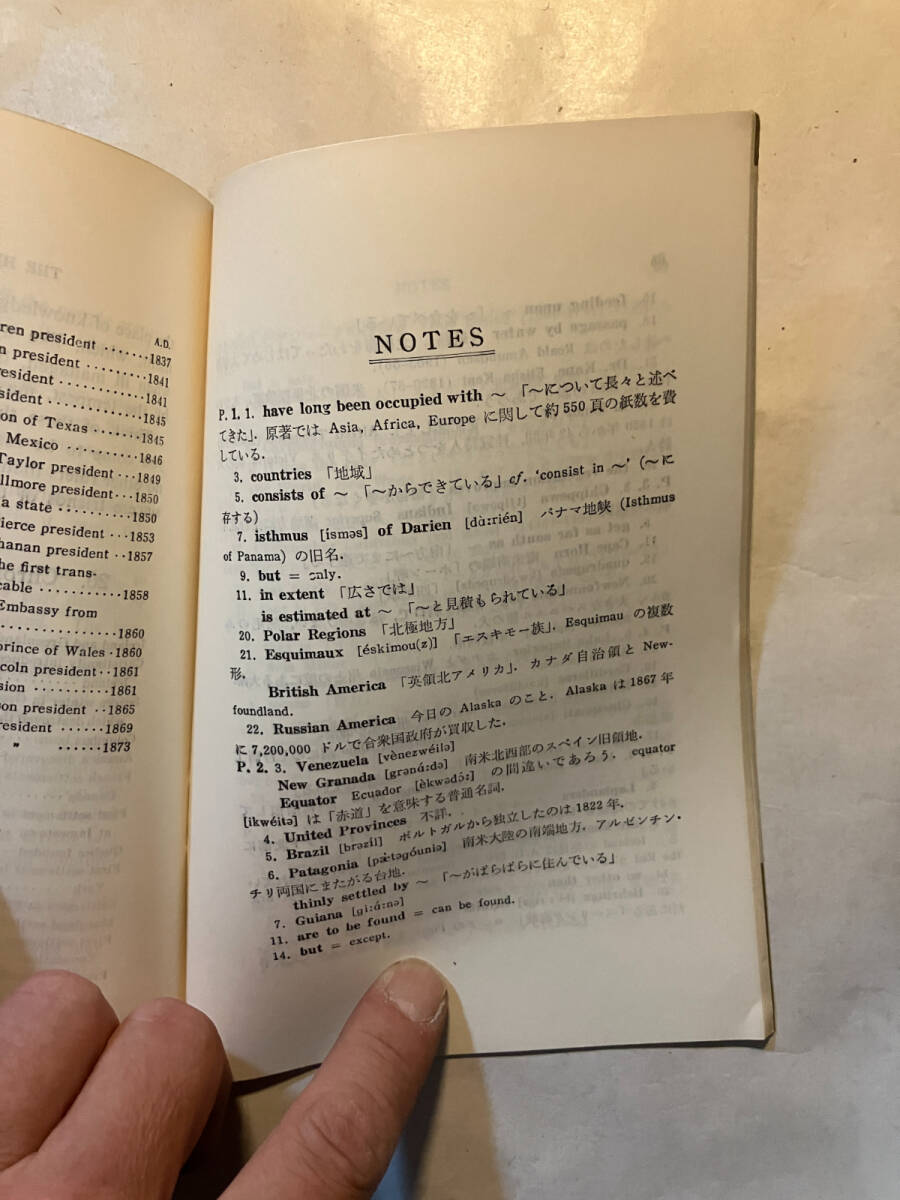 THE H
A.D.
ren president ·······1837
n president ····1841
resident ·······1841
sident ·········1845
on of Texas ··1845
Mexico ········1846
Taylor president ···1849
llmore president ··1850
a state ·········1850
ierce president ···1853
hanan president ··1857
he first trans-
cable ···········1858
Embassy from
················1860
prince of Wales ·1860
coln president ··1861
sion ··········1861
son president ··1865
resident ······1869
〃 ······1873
NOTES
P. 1. 1. have long been occupied with ～ 「～について長々と述べ
てきた」. 原著では Asia, Africa, Europe に関して約550頁の紙数を費
している.
3. countries 「地域」
5. consists of ～ 「～からできている」 cf. ‘consist in ～’ (～に
存する)
7. isthmus [ísməs] of Darien [dàːrién] パナマ地峡 (Isthmus
of Panama) の旧名.
9. but = only.
11. in extent 「広さでは」
is estimated at ～ 「～と見積もられている」
20. Polar Regions 「北極地方」
21. Esquimaux [éskimou(z)] 「エスキモー族」. Esquimau の複数
形.
British America 「英領北アメリカ」. カナダ自治領と New-
foundland.
22. Russian America 今日の Alaska のこと. Alaska は 1867年
に 7,200,000 ドルで合衆国政府が買収した.
P. 2. 3. Venezuela [vènezwéilə]
New Granada [grənáːdə] 南米北西部のスペイン旧領地.
Equator Ecuador [èkwədɔ́ː] の間違いであろう. equator
[ikwéitə] は「赤道」を意味する普通名詞.
4. United Provinces 不詳.
5. Brazil [brəzíl] ポルトガルから独立したのは 1822 年.
6. Patagonia [pæ̀təgóuniə] 南米大陸の南端地方. アルゼンチン・
チリ両国にまたがる台地.
thinly settled by ～ 「～がばらばらに住んでいる」
7. Guiana [giːáːnə]
11. are to be found = can be found.
14. but = except.